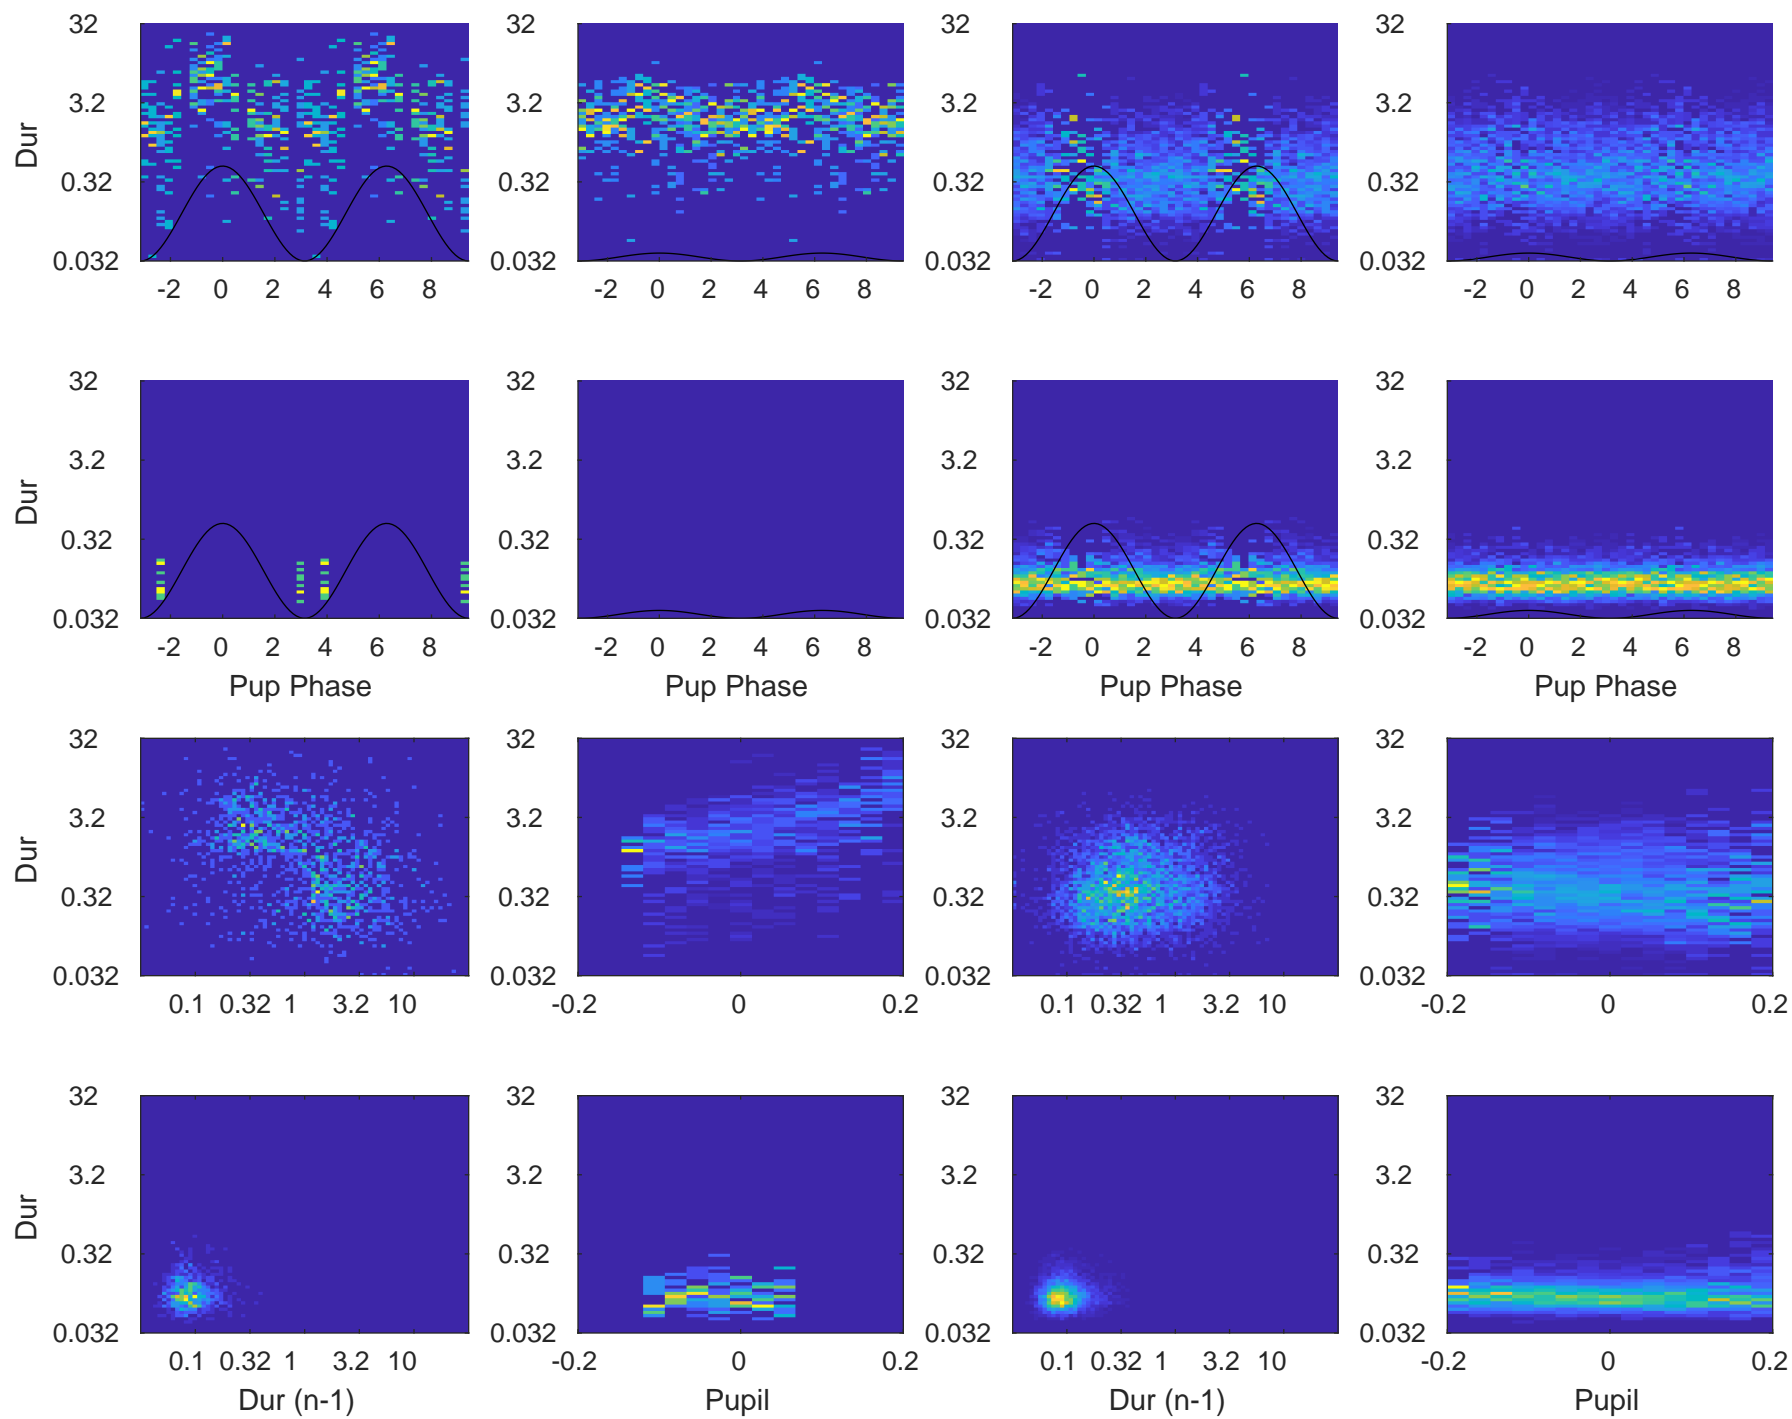 32 32 32 32
3.2 3.2 3.2 3.2
Dur
0.32 0.32 0.32 0.32
0.032 0.032 0.032 0.032
-2 0 2 4 6 8 -2 0 2 4 6 8 -2 0 2 4 6 8 -2 0 2 4 6 8
32 32 32 32
3.2 3.2 3.2 3.2
Dur
0.32 0.32 0.32 0.32
0.032 0.032 0.032 0.032
-2 0 2 4 6 8 -2 0 2 4 6 8 -2 0 2 4 6 8 -2 0 2 4 6 8
Pup Phase Pup Phase Pup Phase Pup Phase
32 32 32 32
3.2 3.2 3.2 3.2
Dur
0.32 0.32 0.32 0.32
0.032 0.032 0.032 0.032
0.1 0.32 1 3.2 10 -0.2 0 0.2 0.1 0.32 1 3.2 10 -0.2 0 0.2
32 32 32 32
3.2 3.2 3.2 3.2
Dur
0.32 0.32 0.32 0.32
0.032 0.032 0.032 0.032
0.1 0.32 1 3.2 10 -0.2 0 0.2 0.1 0.32 1 3.2 10 -0.2 0 0.2
Dur (n-1) Pupil Dur (n-1) Pupil